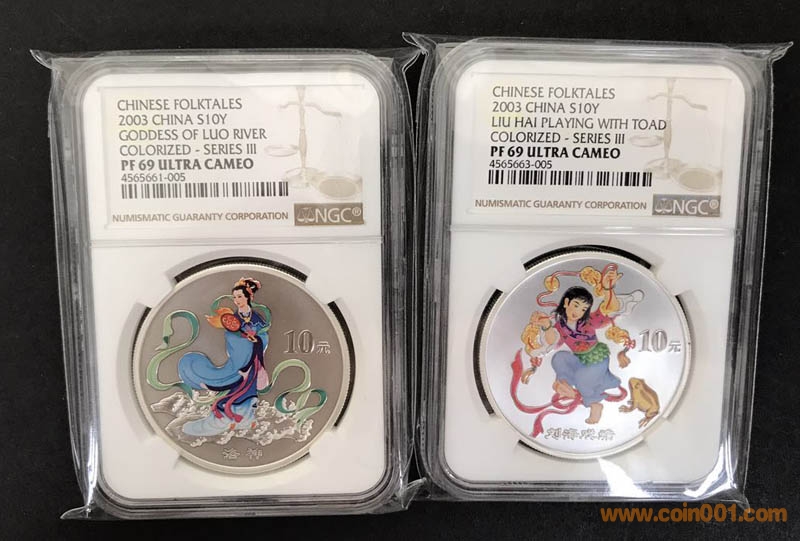 CHINESE FOLKTALES
2003 CHINA S10Y
GODDESS OF LUO RIVER
COLORIZED - SERIES III
PF 69 ULTRA CAMEO
4565661-005
NUMISMATIC GUARANTY CORPORATION
NGC®
10元
洛神
CHINESE FOLKTALES
2003 CHINA S10Y
LIU HAI PLAYING WITH TOAD
COLORIZED - SERIES III
PF 69 ULTRA CAMEO
4565663-005
NUMISMATIC GUARANTY CORPORATION
NGC®
10元
刘海戏蟾
www.coin001.com